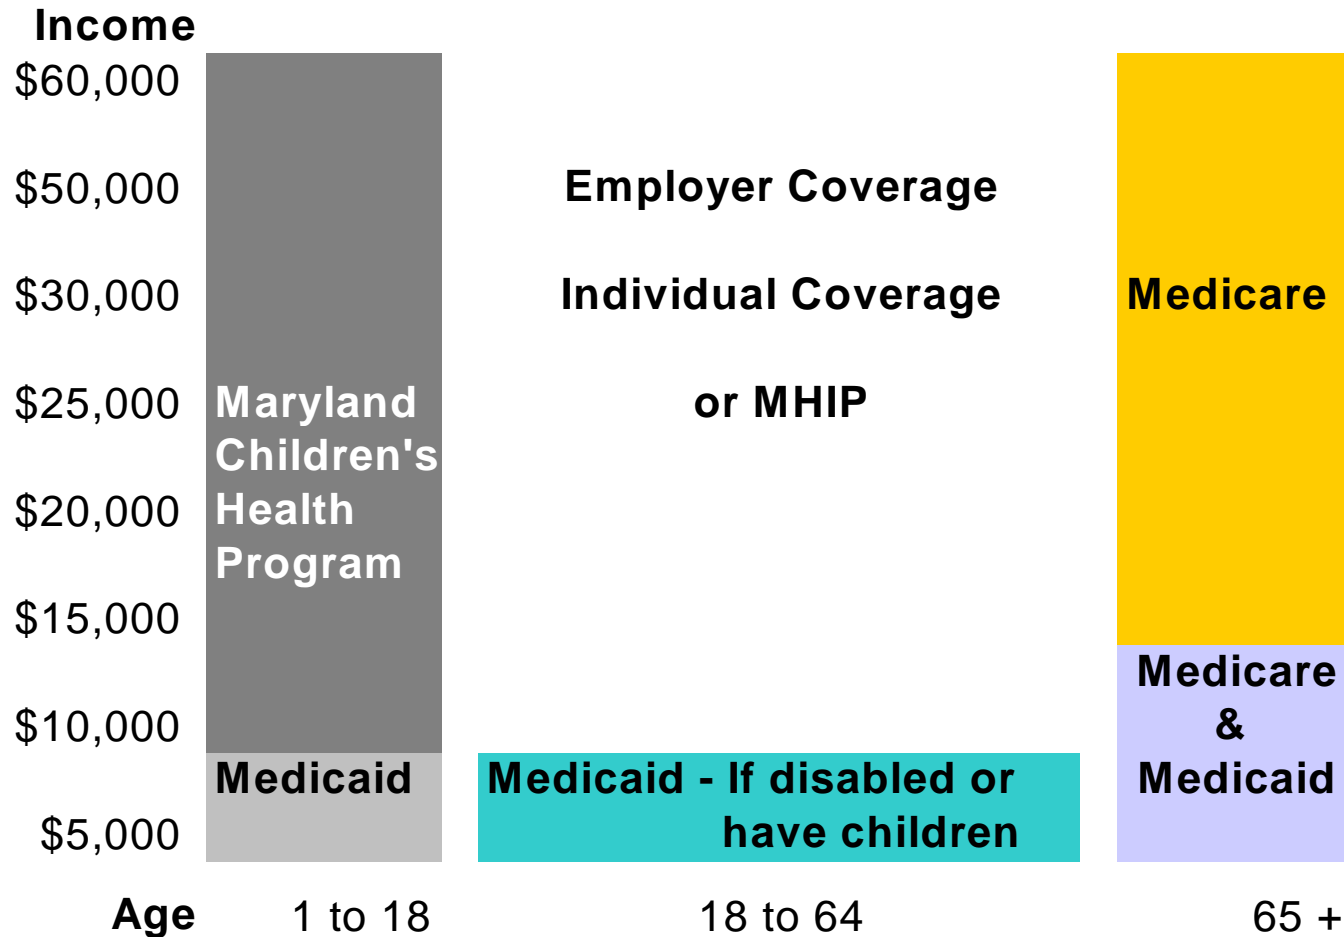 Income
$60,000
$50,000 Employer Coverage
$30,000 Individual Coverage Medicare
$25,000 Maryland or MHIP
Children's
$20,000 Health
Program
$15,000
Medicare
$10,000 &
Medicaid Medicaid - If disabled or Medicaid
$5,000 have children
Age 1 to 18 18 to 64 65 +